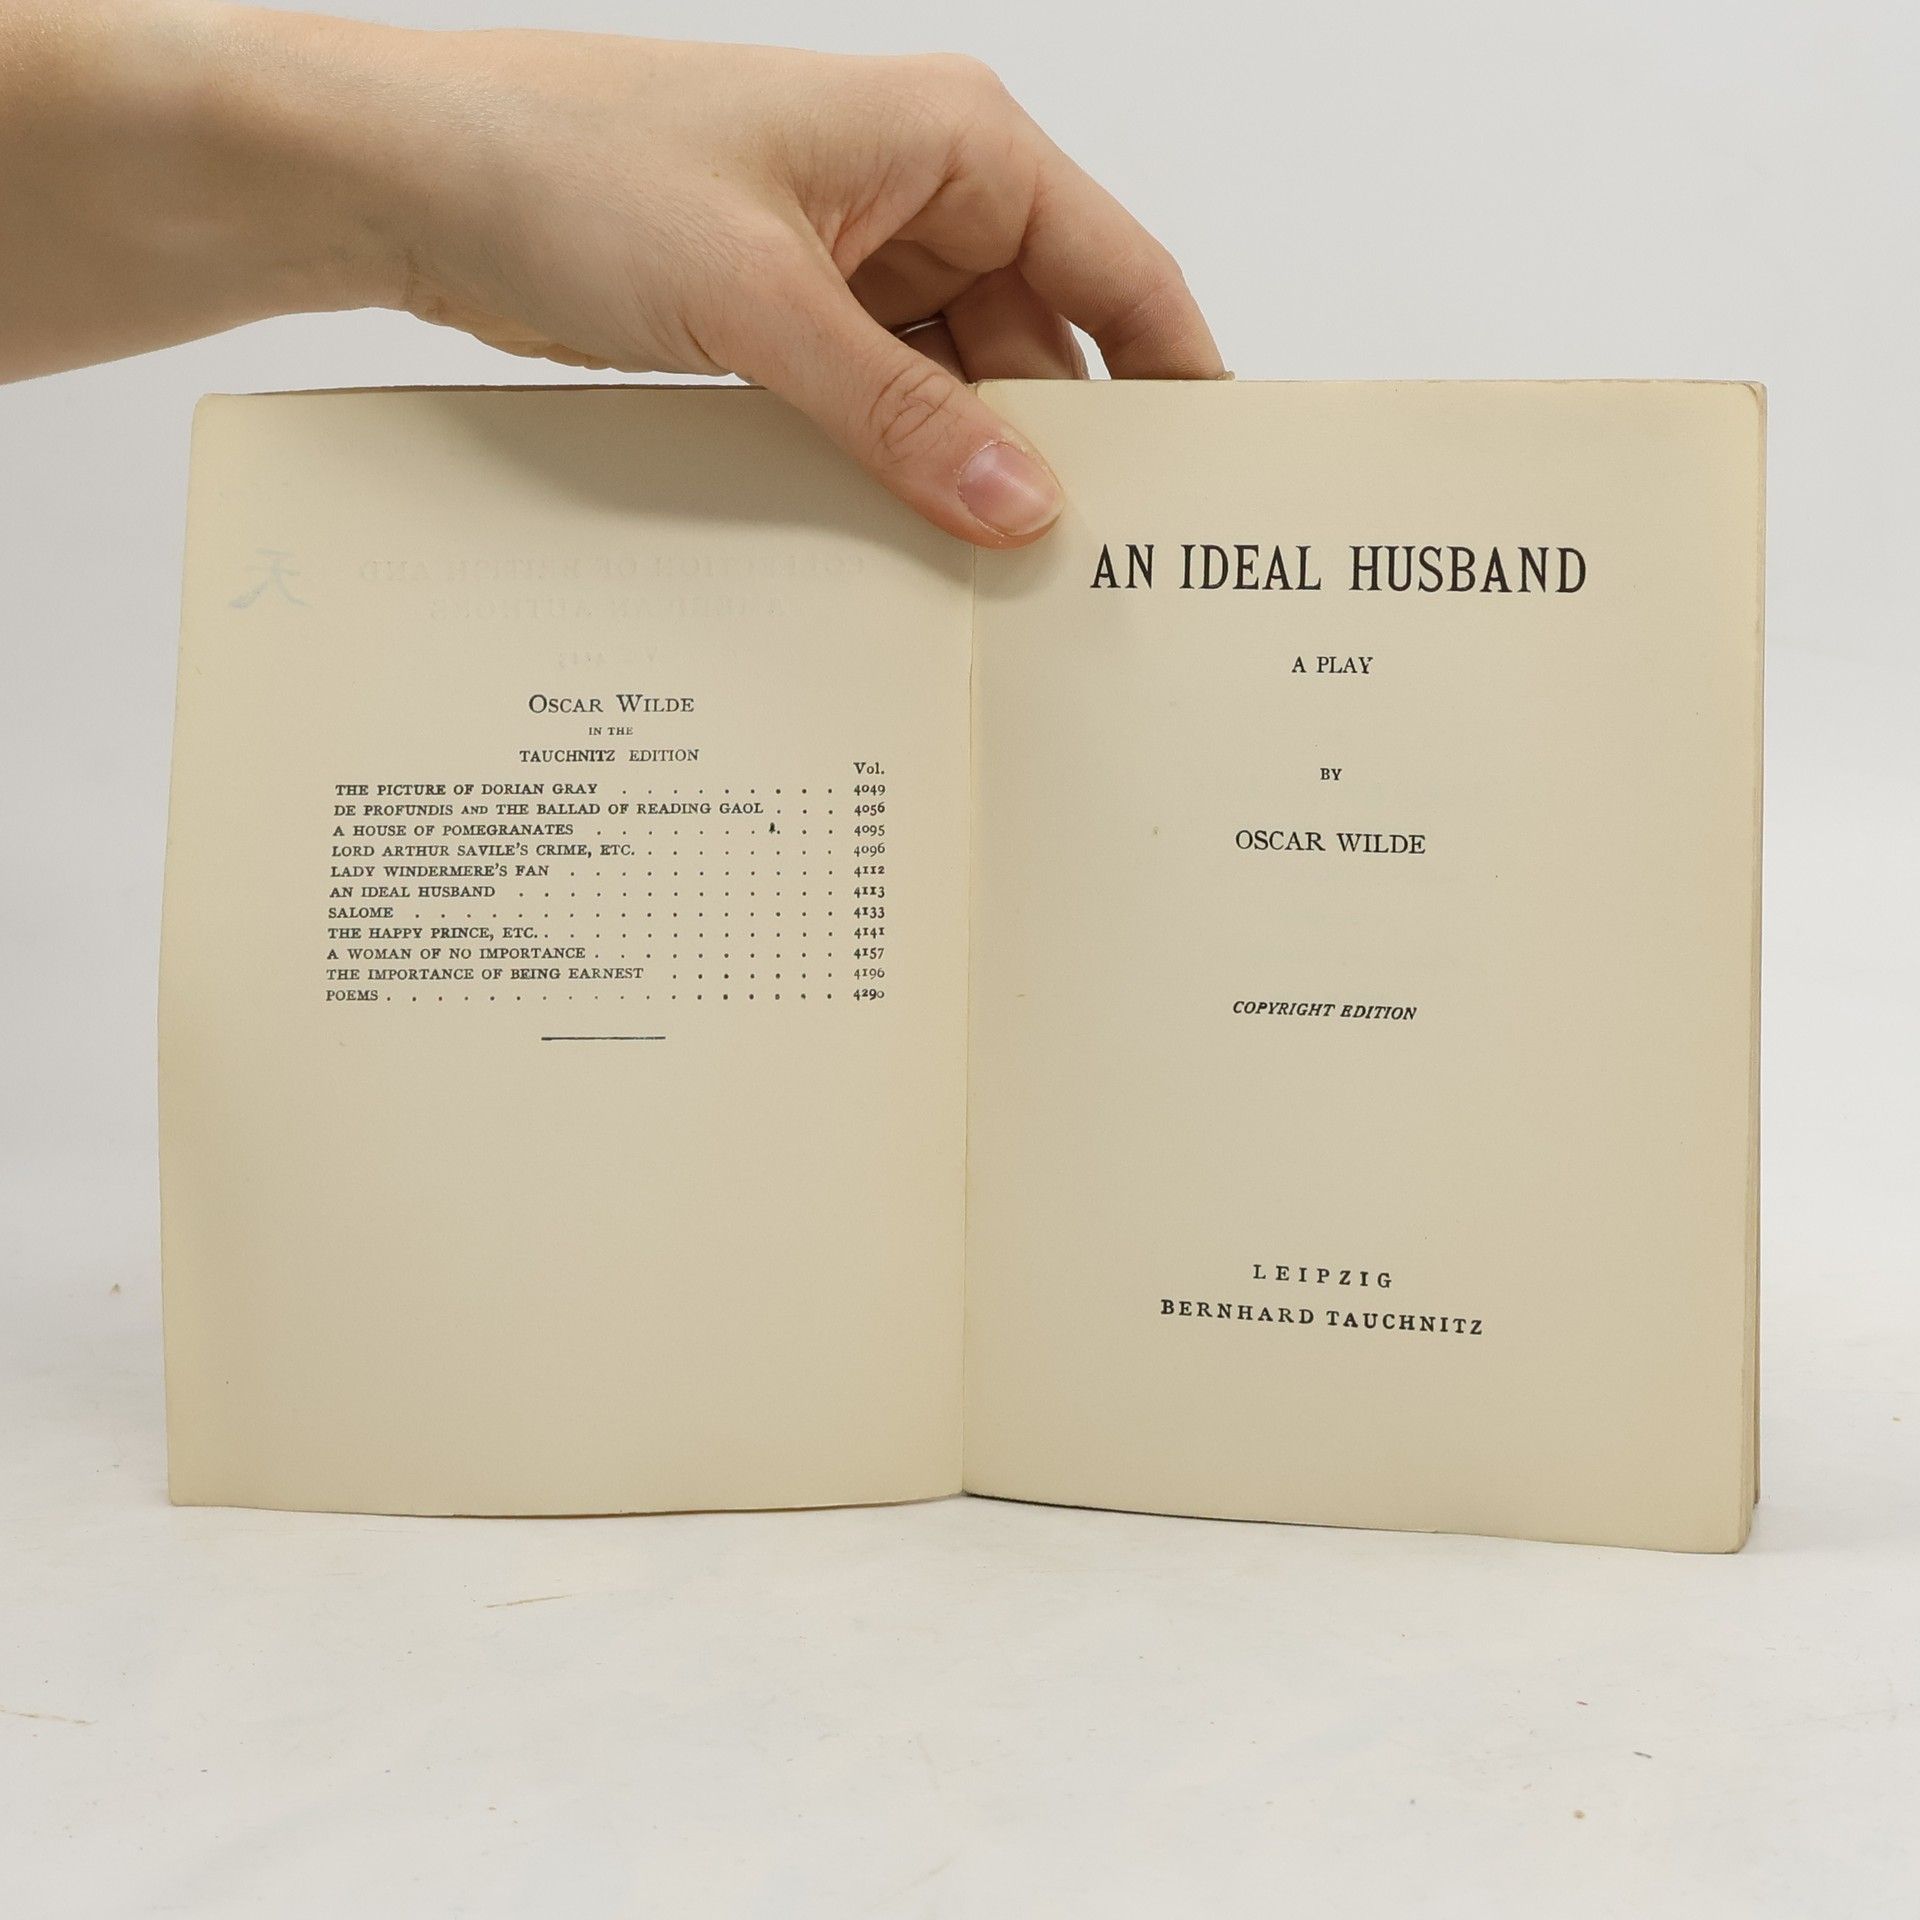 OSCAR WILDE
IN THE
TAUCHNITZ EDITION
Vol.
THE PICTURE OF DORIAN GRAY . . . . . . . . . 4049
DE PROFUNDIS AND THE BALLAD OF READING GAOL . . . 4056
A HOUSE OF POMEGRANATES . . . . . . . . . . 4095
LORD ARTHUR SAVILE'S CRIME, ETC. . . . . . . . . 4096
LADY WINDERMERE'S FAN . . . . . . . . . . . 4112
AN IDEAL HUSBAND . . . . . . . . . . . . . 4113
SALOME . . . . . . . . . . . . . . . . . 4133
THE HAPPY PRINCE, ETC. . . . . . . . . . . . . 4141
A WOMAN OF NO IMPORTANCE . . . . . . . . . . 4157
THE IMPORTANCE OF BEING EARNEST . . . . . . . 4196
POEMS . . . . . . . . . . . . . . . . . . 4290
AN IDEAL HUSBAND
A PLAY
BY
OSCAR WILDE
COPYRIGHT EDITION
LEIPZIG
BERNHARD TAUCHNITZ